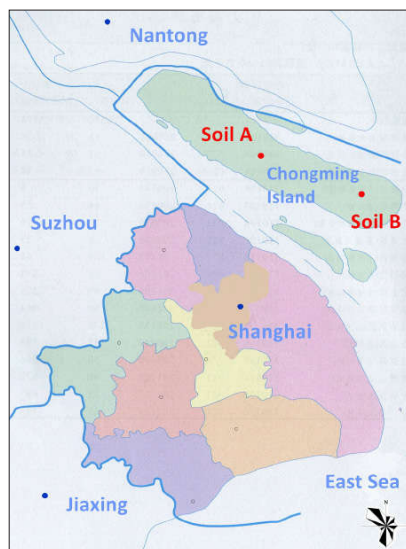 Nantong
Soil A
Chongming
Island
Soil B
Suzhou
Shanghai
East Sea
Jiaxing
N